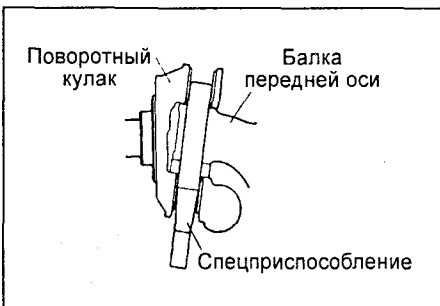 Поворотный
кулак
Балка
передней оси
Спецприспособление